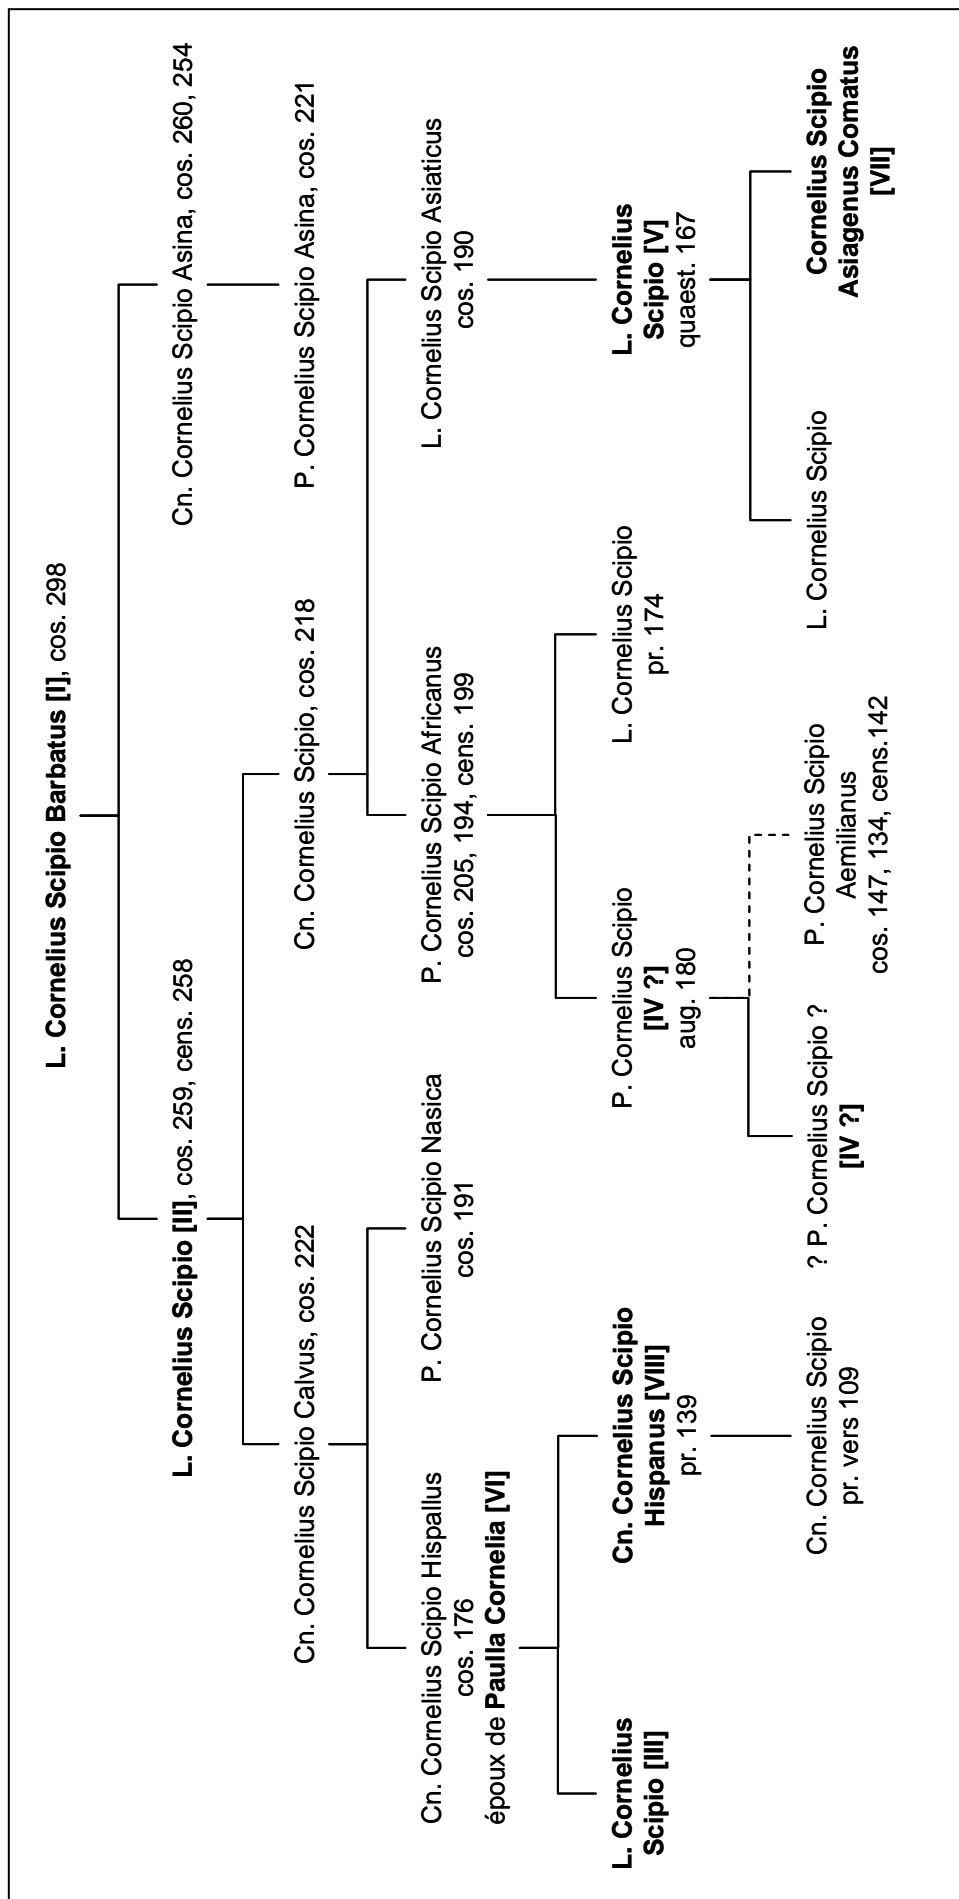 L. Cornelius Scipio Barbatus [I], cos. 298
L. Cornelius Scipio [II], cos. 259, cens. 258
Cn. Cornelius Scipio Asina, cos. 260, 254
Cn. Cornelius Scipio Calvus, cos. 222
Cn. Cornelius Scipio, cos. 218
P. Cornelius Scipio Asina, cos. 221
Cn. Cornelius Scipio Hispallus
cos. 176
époux de Paulla Cornelia [VI]
P. Cornelius Scipio Nasica
cos. 191
P. Cornelius Scipio Africanus
cos. 205, 194, cens. 199
L. Cornelius Scipio Asiaticus
cos. 190
L. Cornelius
Scipio [III]
Cn. Cornelius Scipio
Hispanus [VIII]
pr. 139
P. Cornelius Scipio
[IV ?]
aug. 180
L. Cornelius Scipio
pr. 174
L. Cornelius
Scipio [V]
quaest. 167
Cn. Cornelius Scipio
pr. vers 109
? P. Cornelius Scipio ?
[IV ?]
P. Cornelius Scipio
Aemilianus
cos. 147, 134, cens.142
L. Cornelius Scipio
Cornelius Scipio
Asiagenus Comatus
[VII]